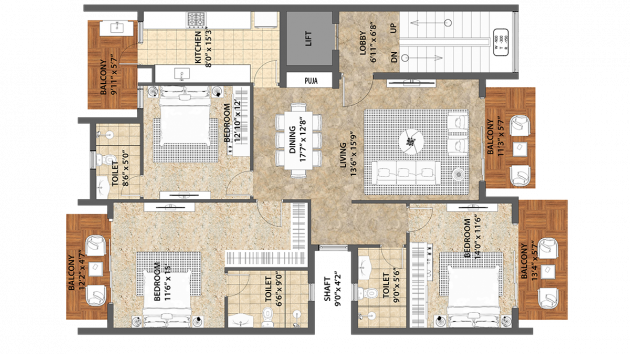 BALCONY
9'11" x 5'7"
KITCHEN
8'0" x 15'3"
LIFT
LOBBY
6'11" x 6'8"
UP
DN
PUJA
BEDROOM
12'10" x 12'
DINING
17'7" x 12'8"
LIVING
13'6" x 15'9"
BALCONY
11'3" x 5'7"
TOILET
8'6" x 5'0"
BALCONY
12'2" x 4'7"
BEDROOM
11'6" x 15'
TOILET
6'6" x 9'0"
SHAFT
9'0" x 4'2"
TOILET
9'0" x 5'6"
BEDROOM
14'0" x 11'6"
BALCONY
13'4" x 5'7"